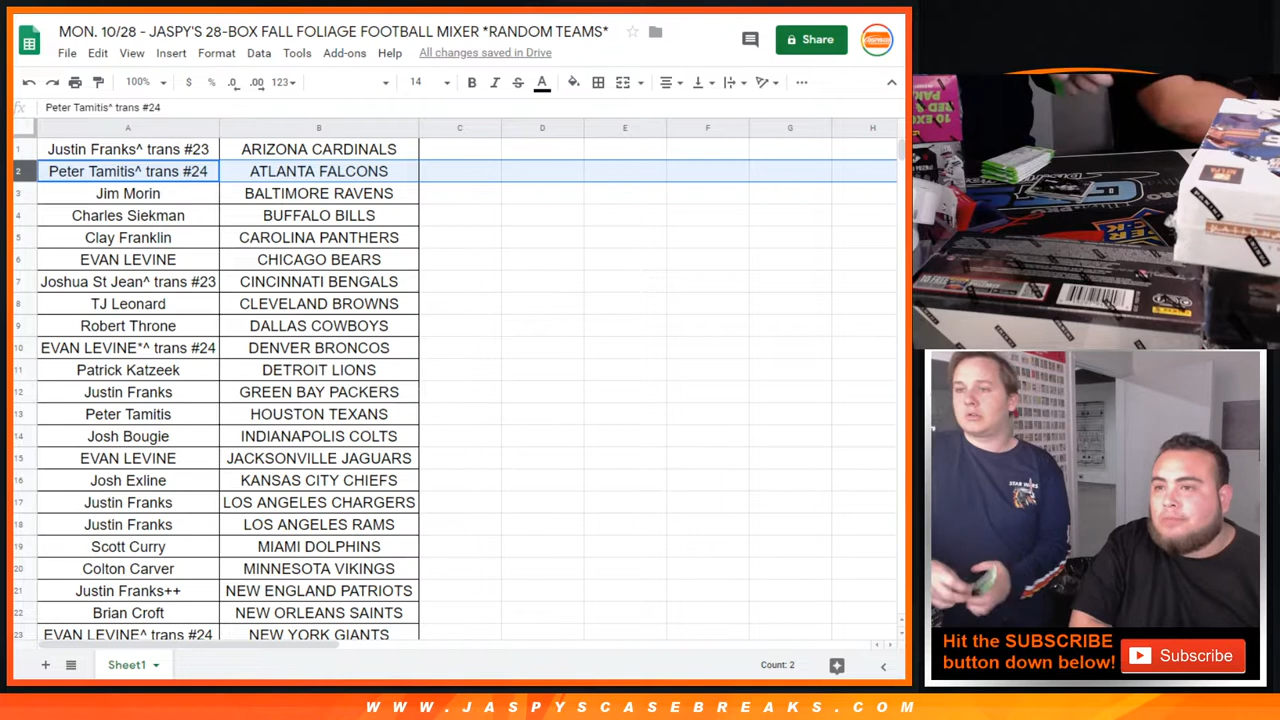 MON. 10/28 - JASPY'S 28-BOX FALL FOLIAGE FOOTBALL MIXER *RANDOM TEAMS*
File Edit View Insert Format Data Tools Add-ons Help All changes saved in Drive
Share
100% $ % .0 .00 123 14 B I S A
fx Peter Tamitis^ trans #24
A B C D E F G H
1 Justin Franks^ trans #23 ARIZONA CARDINALS
2 Peter Tamitis^ trans #24 ATLANTA FALCONS
3 Jim Morin BALTIMORE RAVENS
4 Charles Siekman BUFFALO BILLS
5 Clay Franklin CAROLINA PANTHERS
6 EVAN LEVINE CHICAGO BEARS
7 Joshua St Jean^ trans #23 CINCINNATI BENGALS
8 TJ Leonard CLEVELAND BROWNS
9 Robert Throne DALLAS COWBOYS
10 EVAN LEVINE*^ trans #24 DENVER BRONCOS
11 Patrick Katzeek DETROIT LIONS
12 Justin Franks GREEN BAY PACKERS
13 Peter Tamitis HOUSTON TEXANS
14 Josh Bougie INDIANAPOLIS COLTS
15 EVAN LEVINE JACKSONVILLE JAGUARS
16 Josh Exline KANSAS CITY CHIEFS
17 Justin Franks LOS ANGELES CHARGERS
18 Justin Franks LOS ANGELES RAMS
19 Scott Curry MIAMI DOLPHINS
20 Colton Carver MINNESOTA VIKINGS
21 Justin Franks++ NEW ENGLAND PATRIOTS
22 Brian Croft NEW ORLEANS SAINTS
23 EVAN LEVINE^ trans #24 NEW YORK GIANTS
Sheet1
Count: 2
STAR WARS
Hit the SUBSCRIBE
button down below!
Subscribe
WWW.JASPYSCASEBREAKS.COM